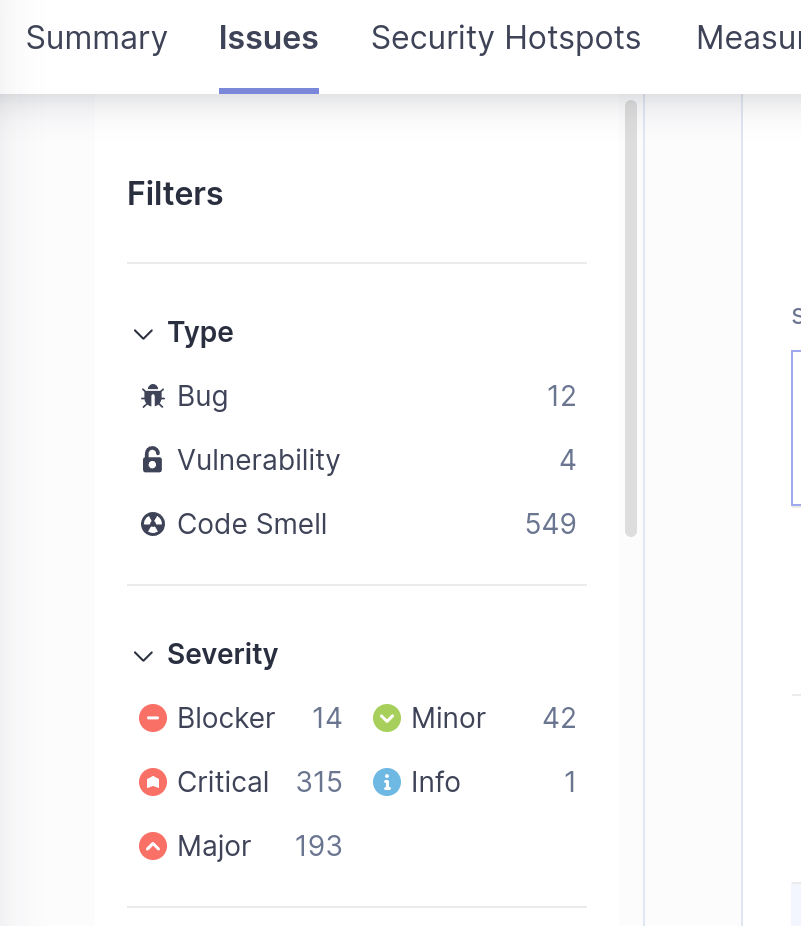 Summary Issues Security Hotspots Measu
Filters
Type
Bug 12
Vulnerability 4
Code Smell 549
Severity
Blocker 14 Minor 42
Critical 315 Info 1
Major 193